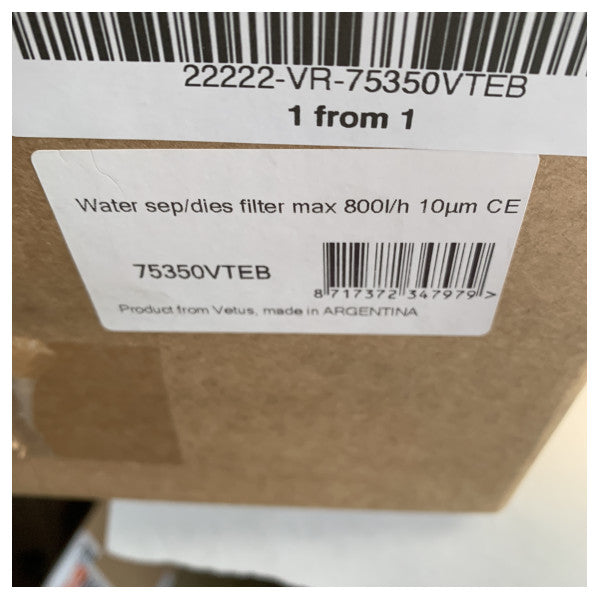 22222-VR-75350VTEB
1 from 1
Water sep/dies filter max 800l/h 10µm CE
75350VTEB
8 717372 347979 >
Product from Vetus, made in ARGENTINA